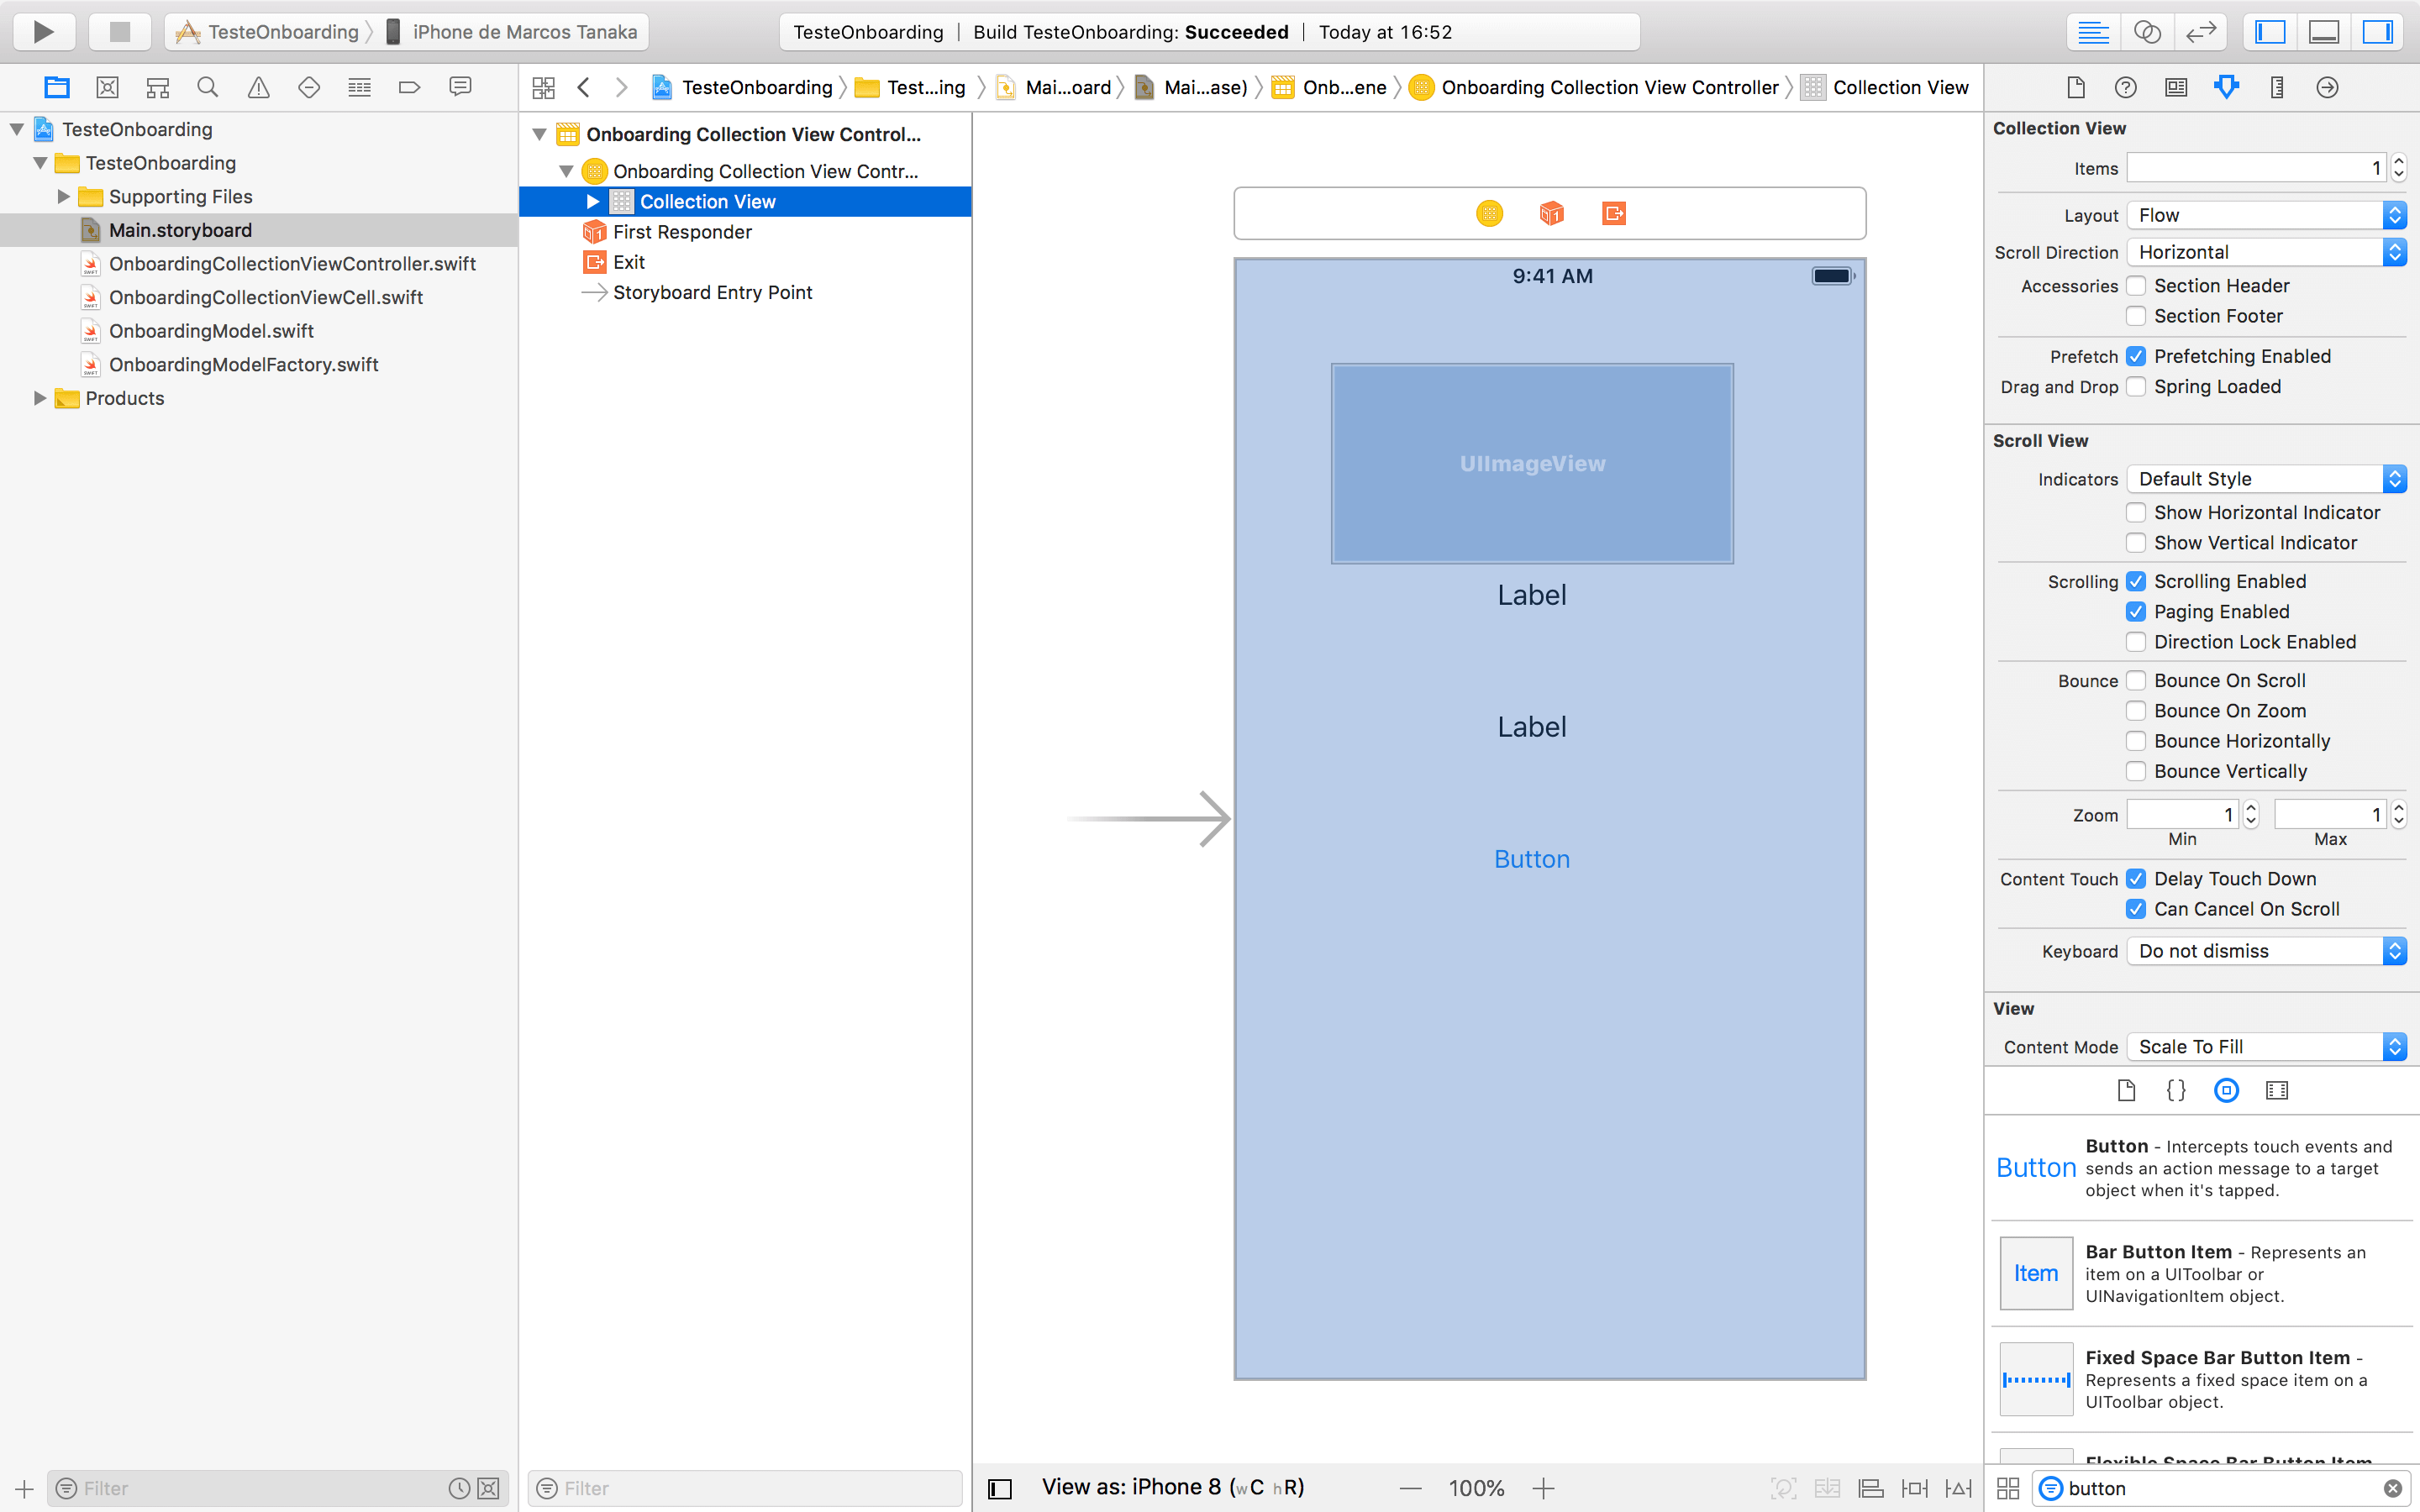 TesteOnboarding
iPhone de Marcos Tanaka
TesteOnboarding | Build TesteOnboarding: Succeeded | Today at 16:52
TesteOnboarding
Test...ing
Mai...oard
Mai...ase)
Onb...ene
Onboarding Collection View Controller
Collection View
TesteOnboarding
TesteOnboarding
Supporting Files
Main.storyboard
OnboardingCollectionViewController.swift
OnboardingCollectionViewCell.swift
OnboardingModel.swift
OnboardingModelFactory.swift
Products
Filter
Onboarding Collection View Control...
Onboarding Collection View Contr...
Collection View
First Responder
Exit
Storyboard Entry Point
Filter
9:41 AM
UIImageView
Label
Label
Button
View as: iPhone 8 (wC hR)
100%
Collection View
Items 1
Layout Flow
Scroll Direction Horizontal
Accessories Section Header
Section Footer
Prefetch Prefetching Enabled
Drag and Drop Spring Loaded
Scroll View
Indicators Default Style
Show Horizontal Indicator
Show Vertical Indicator
Scrolling Scrolling Enabled
Paging Enabled
Direction Lock Enabled
Bounce Bounce On Scroll
Bounce On Zoom
Bounce Horizontally
Bounce Vertically
Zoom 1 1
Min Max
Content Touch Delay Touch Down
Can Cancel On Scroll
Keyboard Do not dismiss
View
Content Mode Scale To Fill
Button
Button - Intercepts touch events and
sends an action message to a target
object when it's tapped.
Item
Bar Button Item - Represents an
item on a UIToolbar or
UINavigationItem object.
Fixed Space Bar Button Item -
Represents a fixed space item on a
UIToolbar object.
Flexible Space Bar Button Item
button